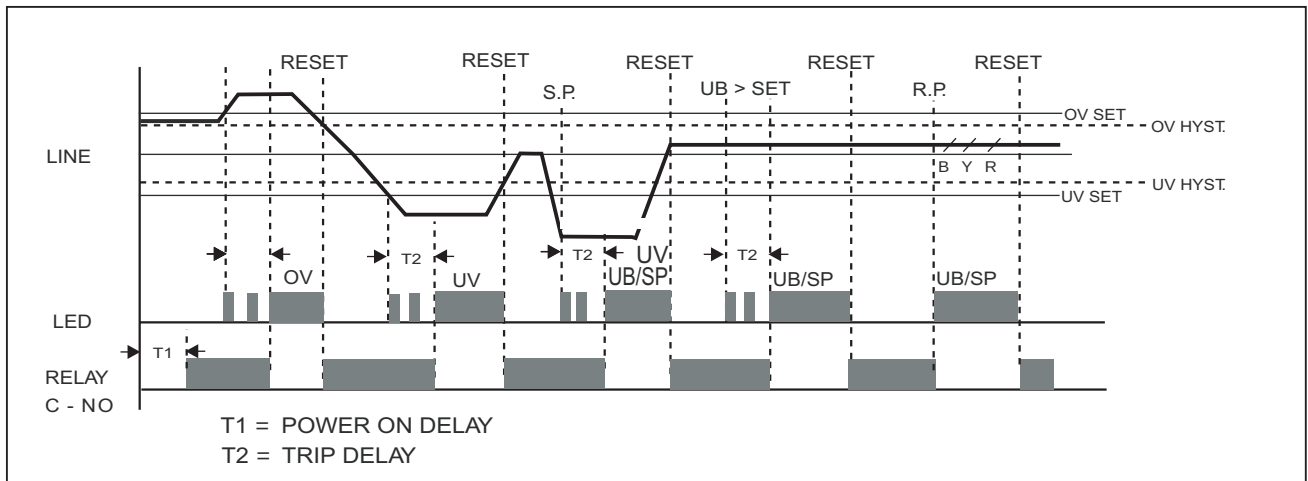 RESET RESET RESET RESET RESET
S.P. UB > SET R.P.
OV SET
OV HYST.
LINE
B Y R
UV HYST.
UV SET
T2 T2 T2
OV UV UV UB/SP UB/SP UB/SP
LED
T1
RELAY
C - NO
T1 = POWER ON DELAY
T2 = TRIP DELAY